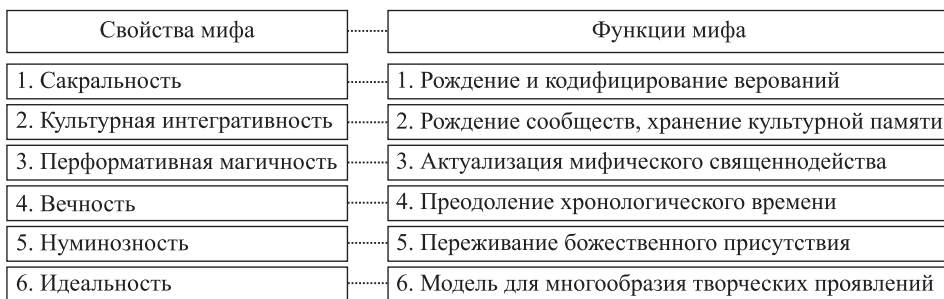 Свойства мифа
Функции мифа
1. Сакральность
1. Рождение и кодифицирование верований
2. Культурная интегративность
2. Рождение сообществ, хранение культурной памяти
3. Перформативная магичность
3. Актуализация мифического священнодейства
4. Вечность
4. Преодоление хронологического времени
5. Нуминозность
5. Переживание божественного присутствия
6. Идеальность
6. Модель для многообразия творческих проявлений